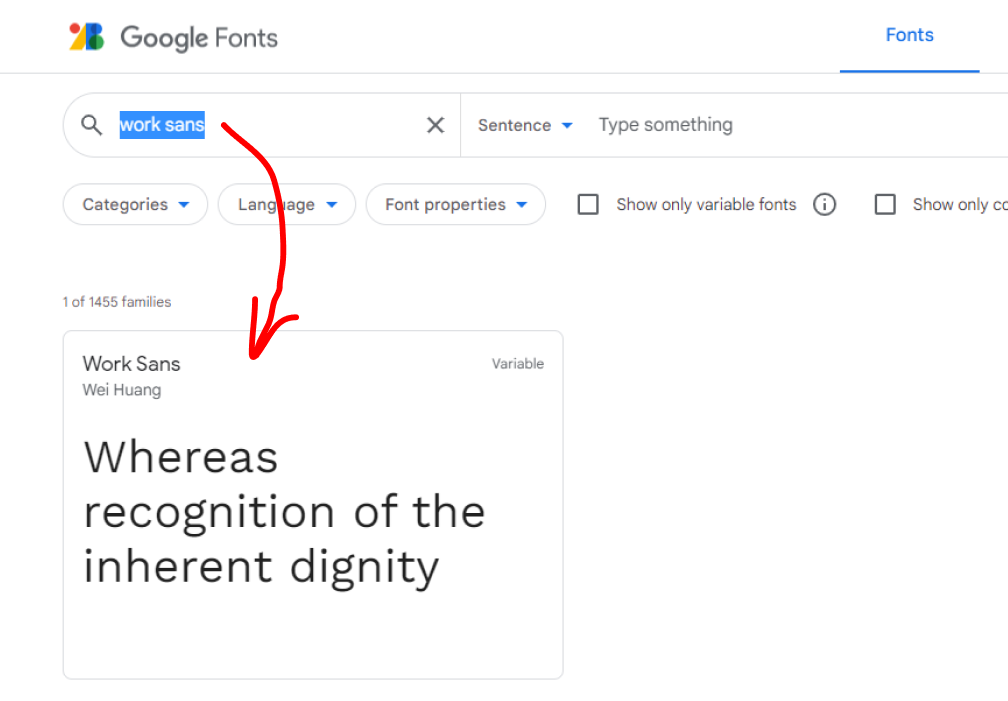 Google Fonts
Fonts
work sans
Sentence
Type something
Categories
Language
Font properties
Show only variable fonts
Show only co
1 of 1455 families
Work Sans
Variable
Wei Huang
Whereas
recognition of the
inherent dignity